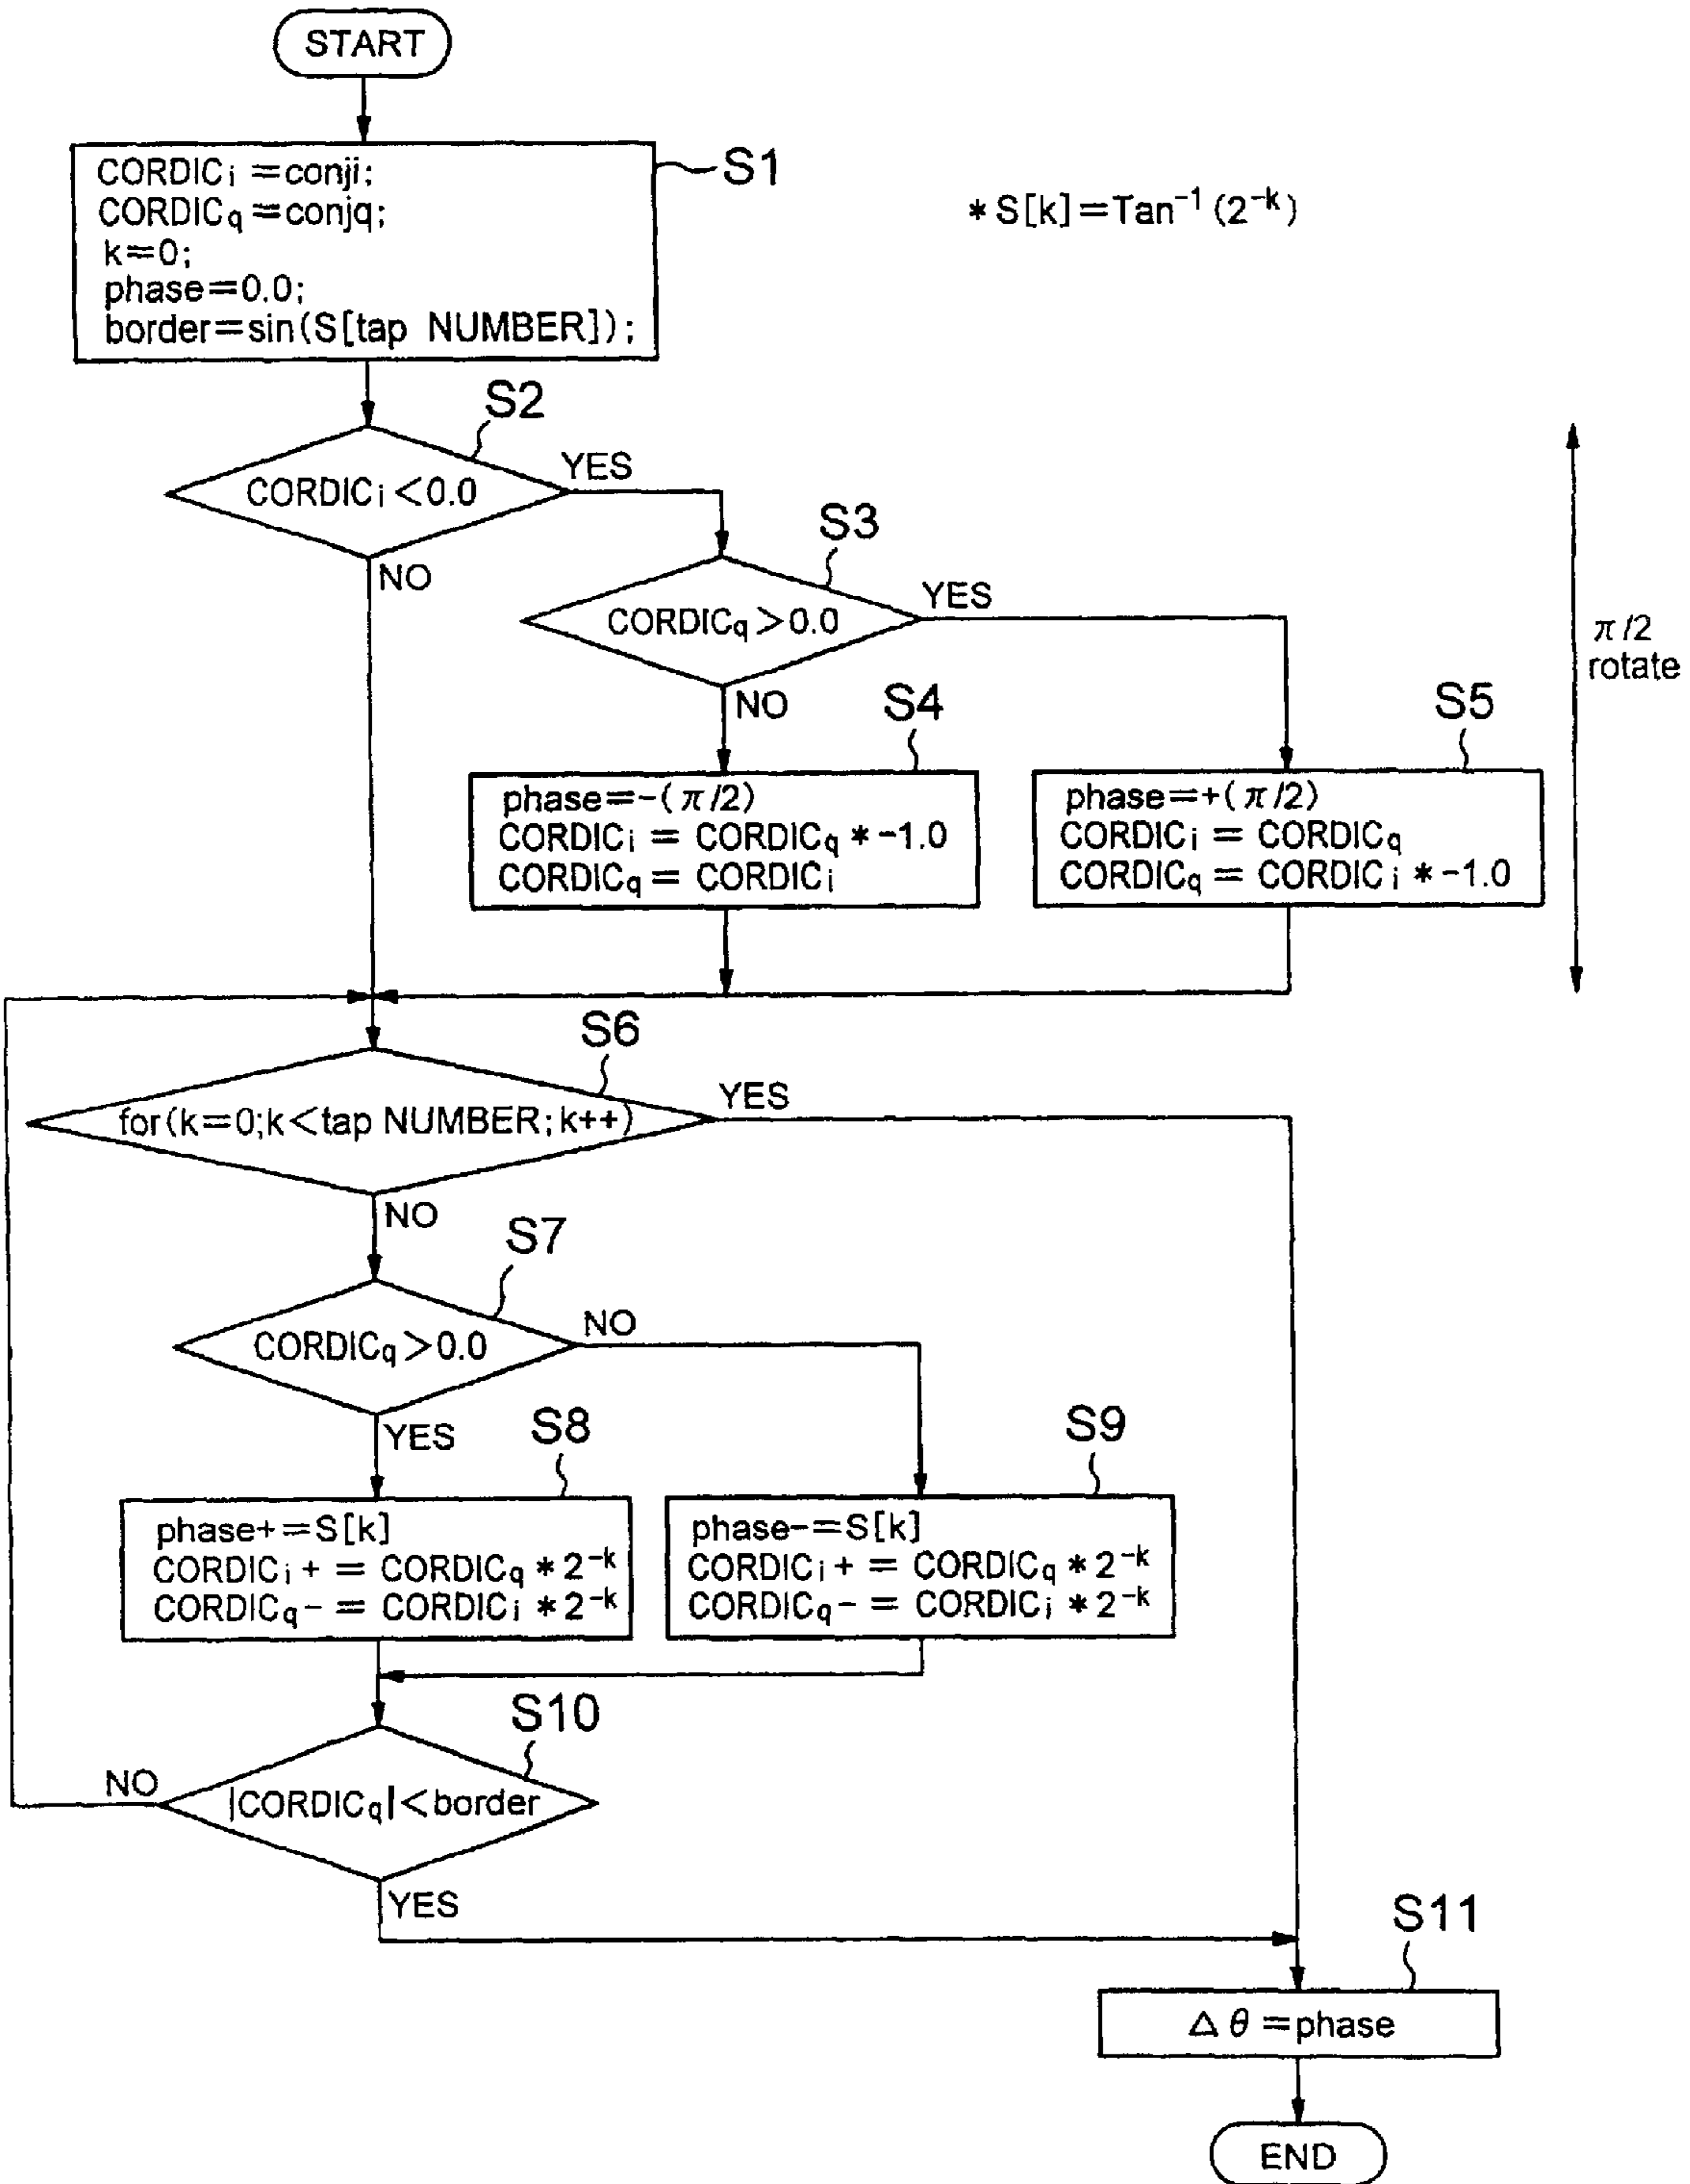 START
S1
CORDICi =conji;
CORDICq =conjq;
k=0;
phase=0.0;
border=sin(S[tap NUMBER]);
* S[k]=Tan⁻¹ (2⁻ᵏ)
S2
CORDICi <0.0
YES
NO
S3
CORDICq >0.0
YES
NO
π/2
rotate
S4
phase=-(π/2)
CORDICi = CORDICq * -1.0
CORDICq = CORDICi
S5
phase=+(π/2)
CORDICi = CORDICq
CORDICq = CORDICi * -1.0
S6
for(k=0;k<tap NUMBER;k++)
YES
NO
S7
CORDICq >0.0
NO
YES
S8
phase+=S[k]
CORDICi + = CORDICq * 2⁻ᵏ
CORDICq - = CORDICi * 2⁻ᵏ
S9
phase-=S[k]
CORDICi + = CORDICq * 2⁻ᵏ
CORDICq - = CORDICi * 2⁻ᵏ
S10
|CORDICq|<border
NO
YES
S11
△θ =phase
END